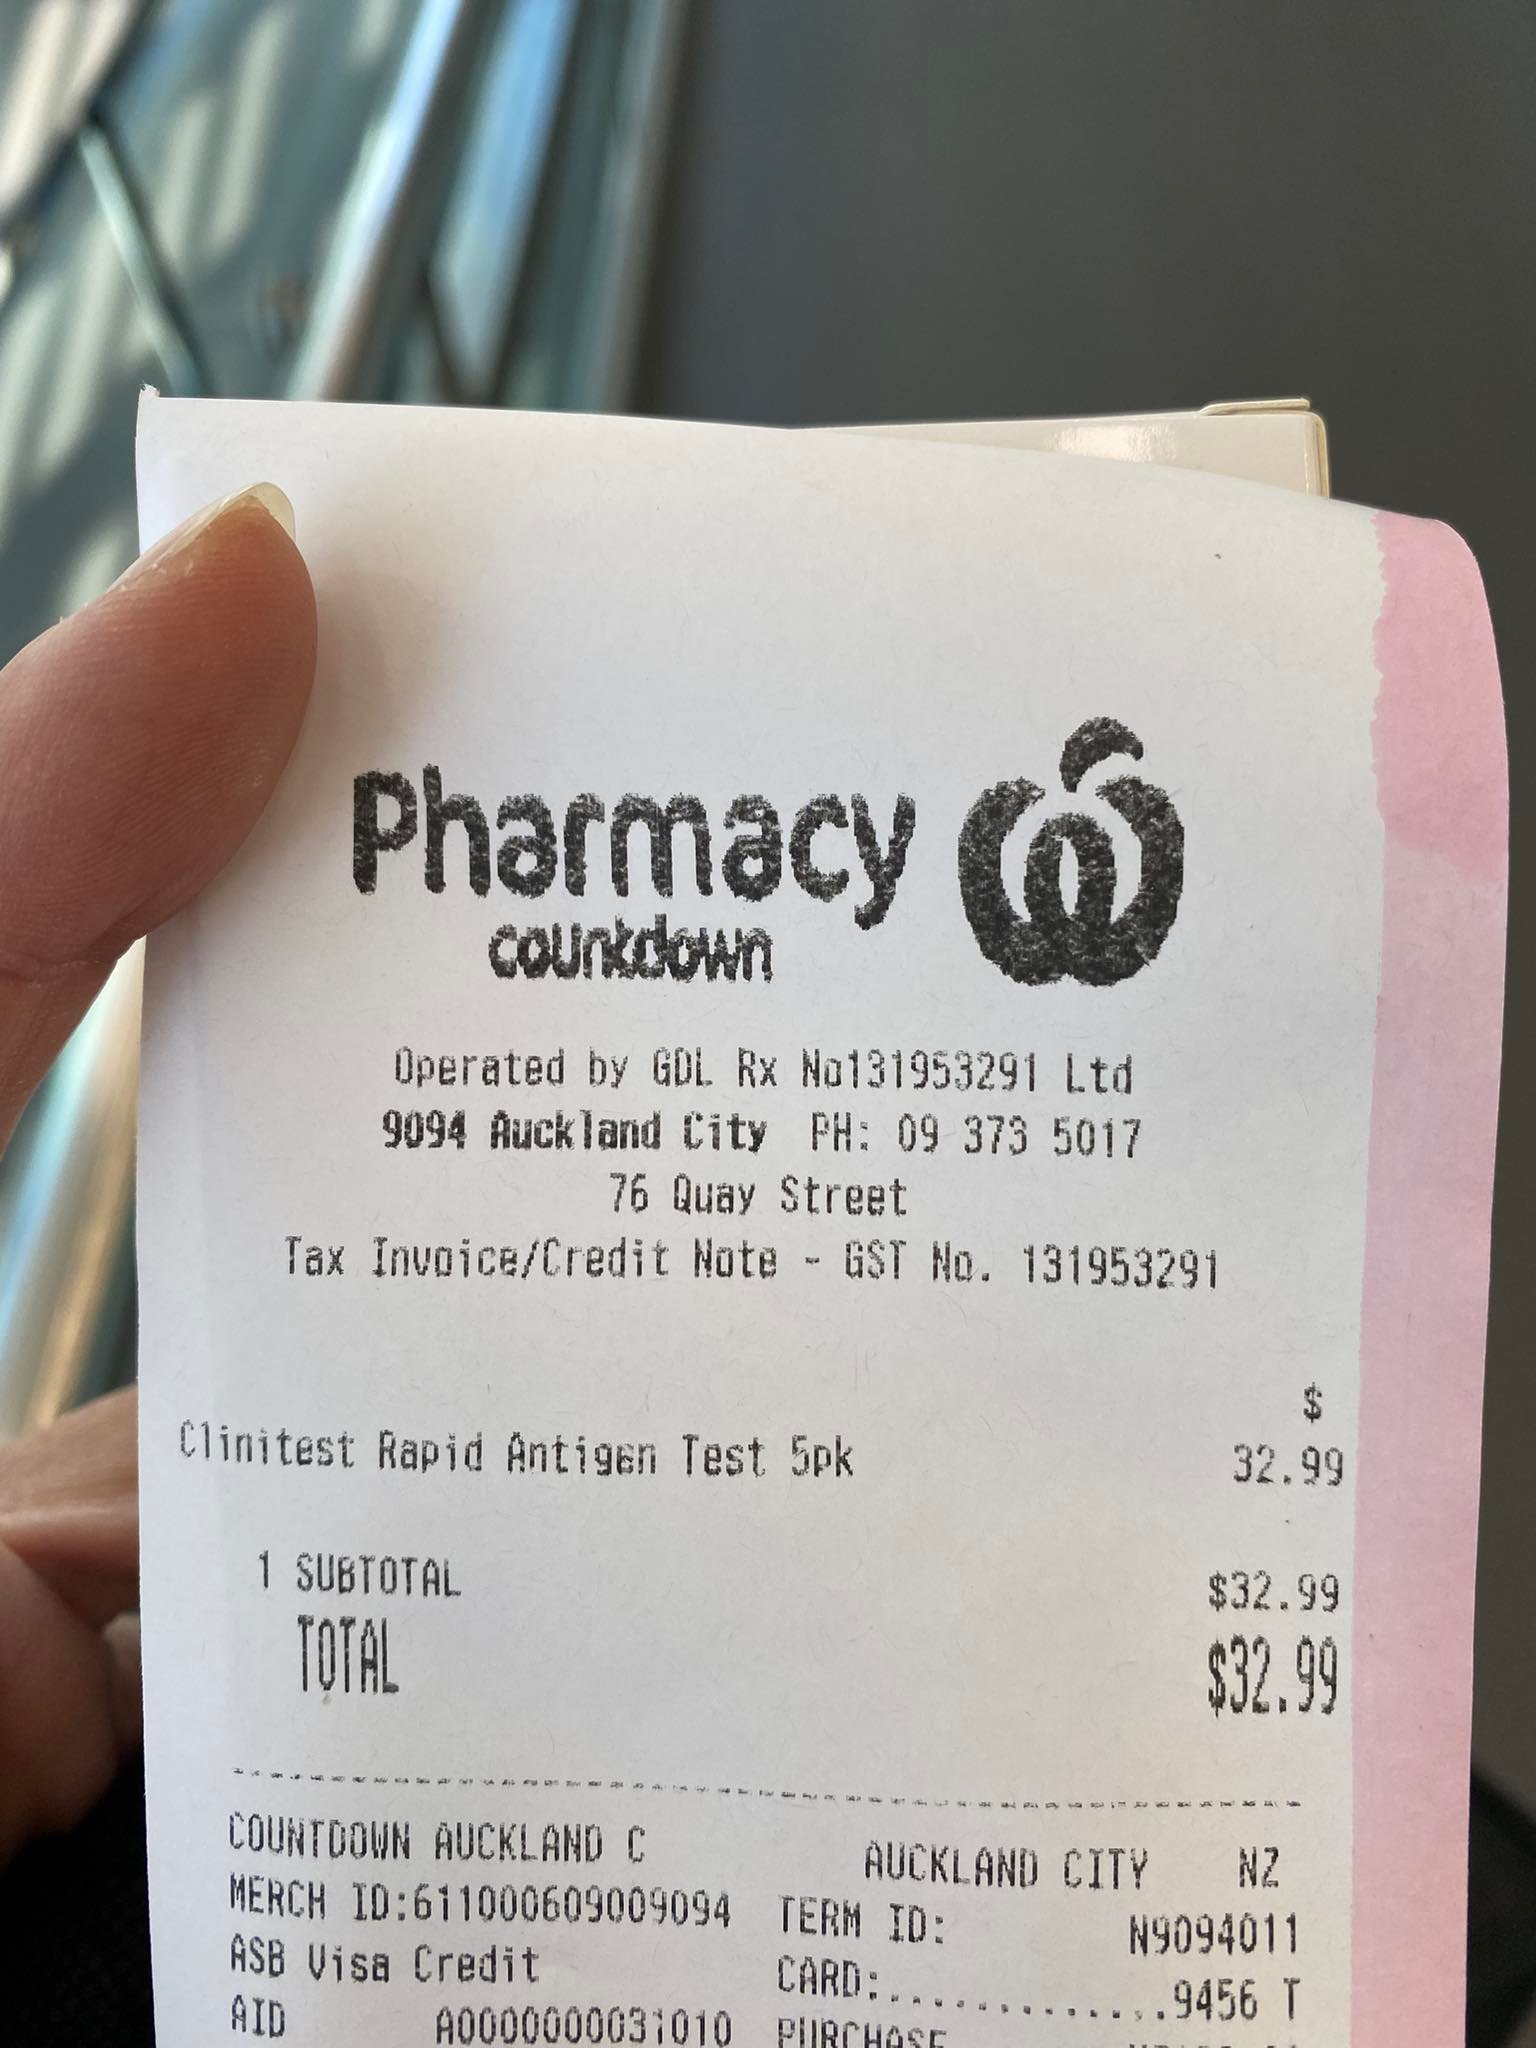 Pharmacy
countdown
Operated by GDL Rx No131953291 Ltd
9094 Auckland City PH: 09 373 5017
76 Quay Street
Tax Invoice/Credit Note - GST No. 131953291
$
Clinitest Rapid Antigen Test 5pk 32.99
1 SUBTOTAL $32.99
TOTAL $32.99
COUNTDOWN AUCKLAND C AUCKLAND CITY NZ
MERCH ID:611000609009094 TERM ID: N9094011
ASB Visa Credit CARD:.............9456 T
AID A0000000031010 PURCHASE